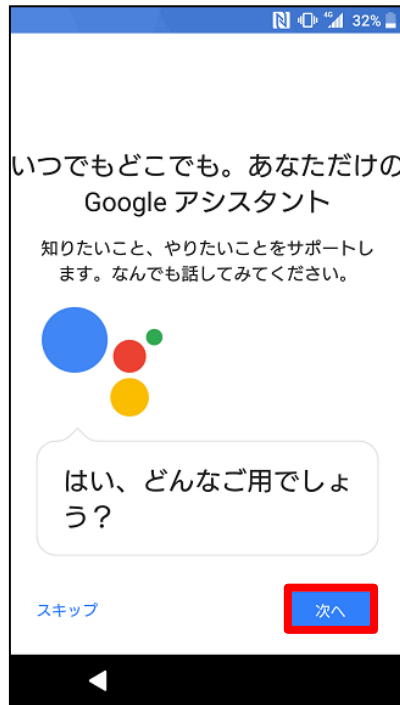 4G 32%
いつでもどこでも。あなただけの
Google アシスタント
知りたいこと、やりたいことをサポートし
ます。なんでも話してみてください。
はい、どんなご用でしょ
う？
スキップ 次へ